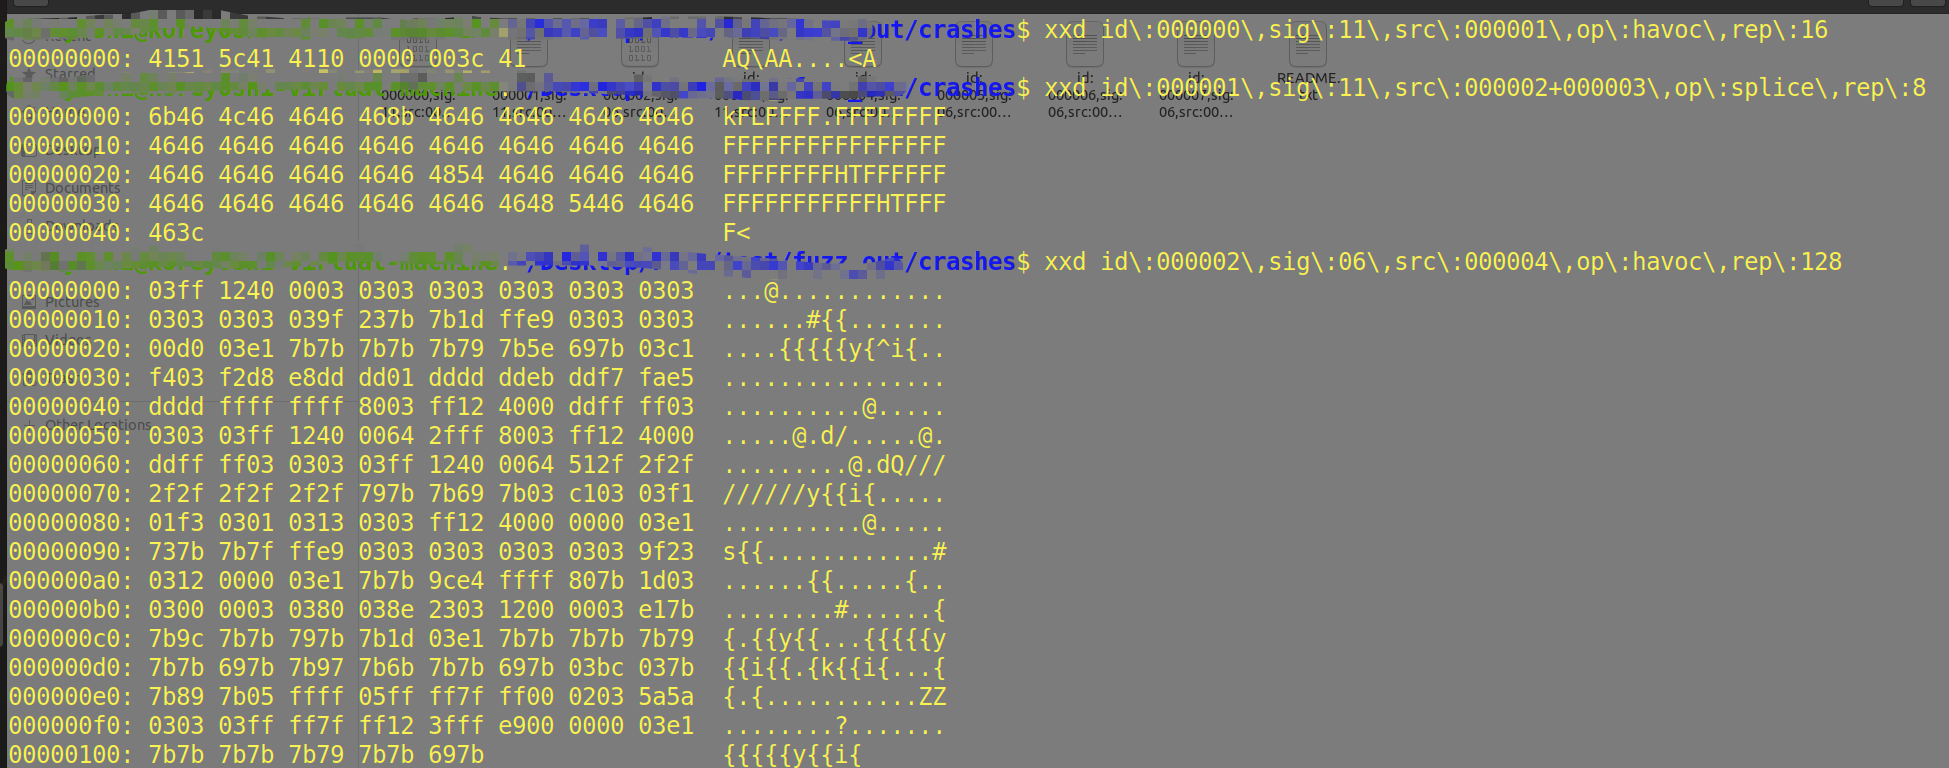 out/crashes$ xxd id\:000000\,sig\:11\,src\:000001\,op\:havoc\,rep\:16
00000000: 4151 5c41 4110 0000 003c 41 AQ\AA....<A
/crashes$ xxd id\:000001\,sig\:11\,src\:000002+000003\,op\:splice\,rep\:8
00000000: 6b46 4c46 4646 468b 4646 4646 4646 4646 kFLFFFF.FFFFFFFF
00000010: 4646 4646 4646 4646 4646 4646 4646 4646 FFFFFFFFFFFFFFFF
00000020: 4646 4646 4646 4646 4854 4646 4646 4646 FFFFFFFFHTFFFFFF
00000030: 4646 4646 4646 4646 4646 4648 5446 4646 FFFFFFFFFFFHTFFF
00000040: 463c F<
out/crashes$ xxd id\:000002\,sig\:06\,src\:000004\,op\:havoc\,rep\:128
00000000: 03ff 1240 0003 0303 0303 0303 0303 0303 ...@............
00000010: 0303 0303 039f 237b 7b1d ffe9 0303 0303 ......#{{.......
00000020: 00d0 03e1 7b7b 7b7b 7b79 7b5e 697b 03c1 ....{{{{{y{^i{..
00000030: f403 f2d8 e8dd dd01 dddd ddeb ddf7 fae5 ................
00000040: dddd ffff ffff 8003 ff12 4000 ddff ff03 ..........@.....
00000050: 0303 03ff 1240 0064 2fff 8003 ff12 4000 .....@.d/.....@.
00000060: ddff ff03 0303 03ff 1240 0064 512f 2f2f .........@.dQ///
00000070: 2f2f 2f2f 2f2f 797b 7b69 7b03 c103 03f1 //////y{{i{.....
00000080: 01f3 0301 0313 0303 ff12 4000 0000 03e1 ..........@.....
00000090: 737b 7b7f ffe9 0303 0303 0303 0303 9f23 s{{............#
000000a0: 0312 0000 03e1 7b7b 9ce4 ffff 807b 1d03 ......{{.....{..
000000b0: 0300 0003 0380 038e 2303 1200 0003 e17b ........#......{
000000c0: 7b9c 7b7b 797b 7b1d 03e1 7b7b 7b7b 7b79 {.{{y{{...{{{{{y
000000d0: 7b7b 697b 7b97 7b6b 7b7b 697b 03bc 037b {{i{{.{k{{i{...{
000000e0: 7b89 7b05 ffff 05ff ff7f ff00 0203 5a5a {.{...........ZZ
000000f0: 0303 03ff ff7f ff12 3fff e900 0000 03e1 ........?.......
00000100: 7b7b 7b7b 7b79 7b7b 697b {{{{{y{{i{
Starred
Documents
Pictures
Other Locations
README.